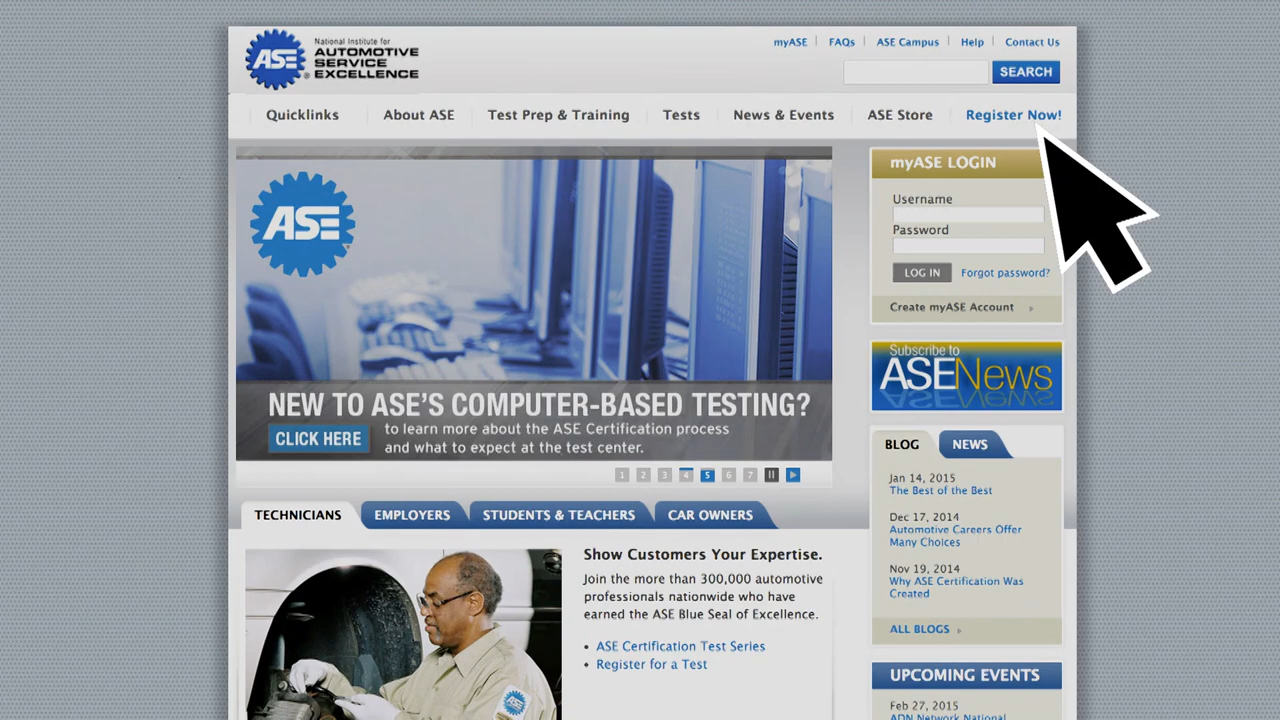 National Institute for
AUTOMOTIVE
SERVICE
EXCELLENCE
ASE
myASE
FAQs
ASE Campus
Help
Contact Us
SEARCH
Quicklinks
About ASE
Test Prep & Training
Tests
News & Events
ASE Store
Register Now!
ASE
NEW TO ASE'S COMPUTER-BASED TESTING?
CLICK HERE
to learn more about the ASE Certification process
and what to expect at the test center.
1 2 3 4 5 6 7
myASE LOGIN
Username
Password
LOG IN
Forgot password?
Create myASE Account
Subscribe to
ASENews
BLOG
NEWS
Jan 14, 2015
The Best of the Best
Dec 17, 2014
Automotive Careers Offer
Many Choices
Nov 19, 2014
Why ASE Certification Was
Created
ALL BLOGS
UPCOMING EVENTS
Feb 27, 2015
ADN Network National
TECHNICIANS
EMPLOYERS
STUDENTS & TEACHERS
CAR OWNERS
Show Customers Your Expertise.
Join the more than 300,000 automotive
professionals nationwide who have
earned the ASE Blue Seal of Excellence.
• ASE Certification Test Series
• Register for a Test
ASE